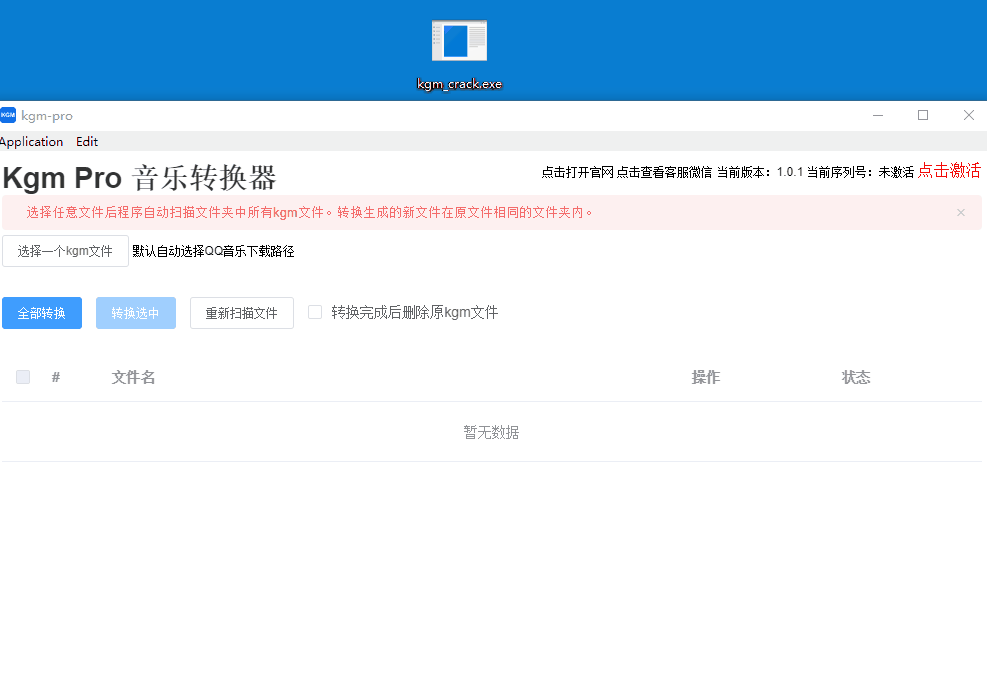 kgm_crack.exe
KGM kgm-pro
Application Edit
Kgm Pro 音乐转换器 点击打开官网 点击查看客服微信 当前版本：1.0.1 当前序列号：未激活 点击激活
选择任意文件后程序自动扫描文件夹中所有kgm文件。转换生成的新文件在原文件相同的文件夹内。
选择一个kgm文件 默认自动选择QQ音乐下载路径
全部转换 转换选中 重新扫描文件 转换完成后删除原kgm文件
# 文件名 操作 状态
暂无数据